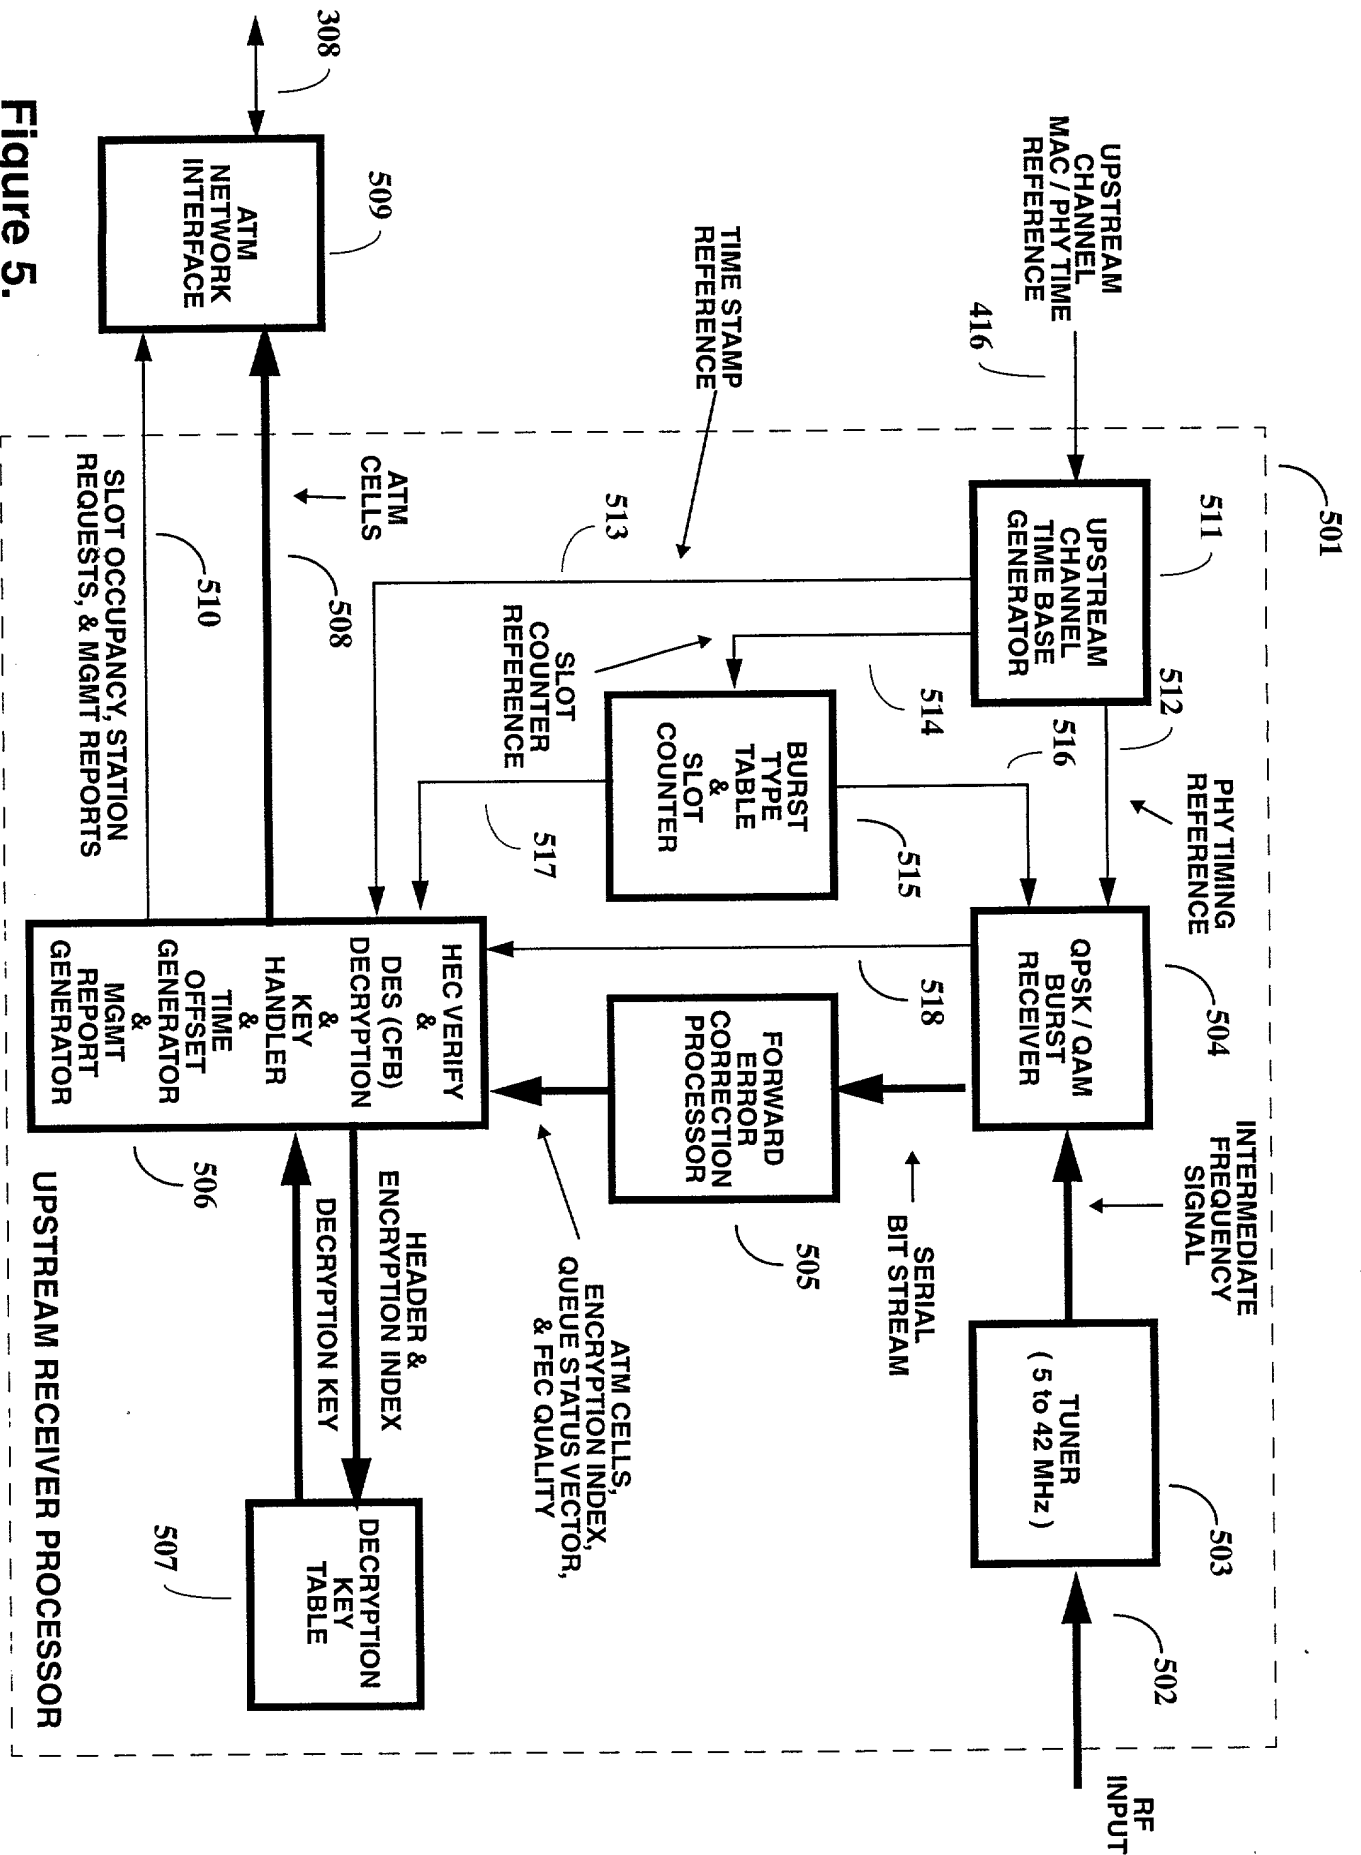 501
UPSTREAM
CHANNEL
MAC / PHY TIME
REFERENCE
416
511
UPSTREAM
CHANNEL
TIME BASE
GENERATOR
512
PHY TIMING
REFERENCE
516
504
QPSK / QAM
BURST
RECEIVER
INTERMEDIATE
FREQUENCY
SIGNAL
503
TUNER
( 5 to 42 MHz )
502
RF
INPUT
TIME STAMP
REFERENCE
513
514
SLOT
COUNTER
REFERENCE
BURST
TYPE
TABLE
&
SLOT
COUNTER
515
517
518
SERIAL
BIT STREAM
FORWARD
ERROR
CORRECTION
PROCESSOR
505
ATM CELLS,
ENCRYPTION INDEX,
QUEUE STATUS VECTOR,
& FEC QUALITY
308
509
ATM
NETWORK
INTERFACE
ATM
CELLS
508
510
SLOT OCCUPANCY, STATION
REQUESTS, & MGMT REPORTS
HEC VERIFY
&
DES (CFB)
DECRYPTION
&
KEY
HANDLER
&
TIME
OFFSET
GENERATOR
&
MGMT
REPORT
GENERATOR
506
HEADER &
ENCRYPTION INDEX
DECRYPTION KEY
DECRYPTION
KEY
TABLE
507
UPSTREAM RECEIVER PROCESSOR
Figure 5.